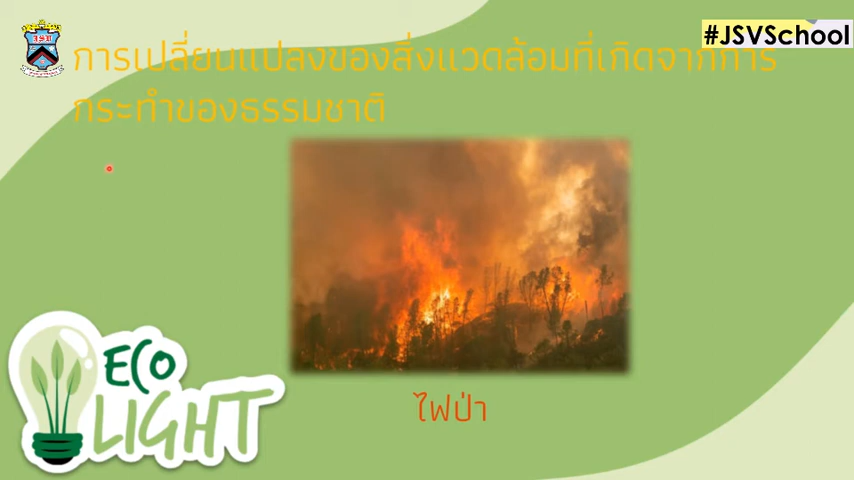 #JSVSchool
การเปลี่ยนแปลงของสิ่งแวดล้อมที่เกิดจากการ
กระทำของธรรมชาติ
ไฟป่า
ECO
LIGHT